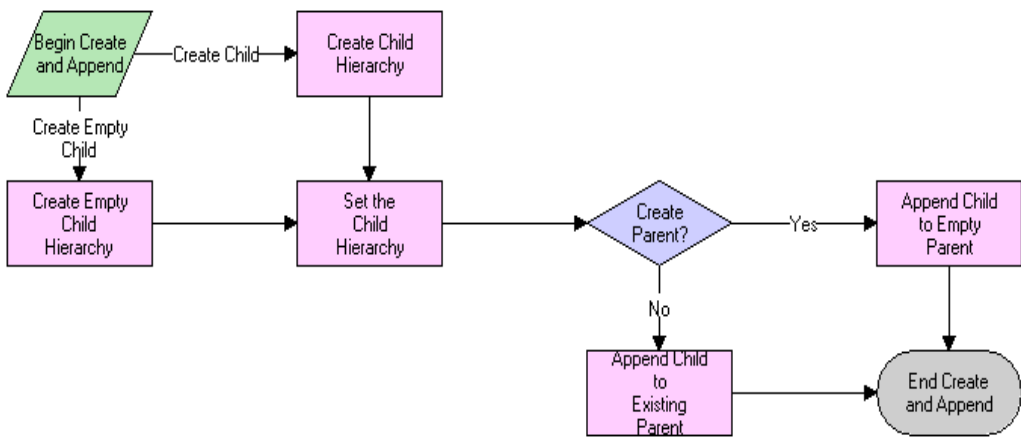 Begin Create
and Append
Create Child
Create Child
Hierarchy
Create Empty
Child
Create Empty
Child
Hierarchy
Set the
Child
Hierarchy
Create
Parent?
Yes
Append Child
to Empty
Parent
No
Append Child
to
Existing
Parent
End Create
and Append